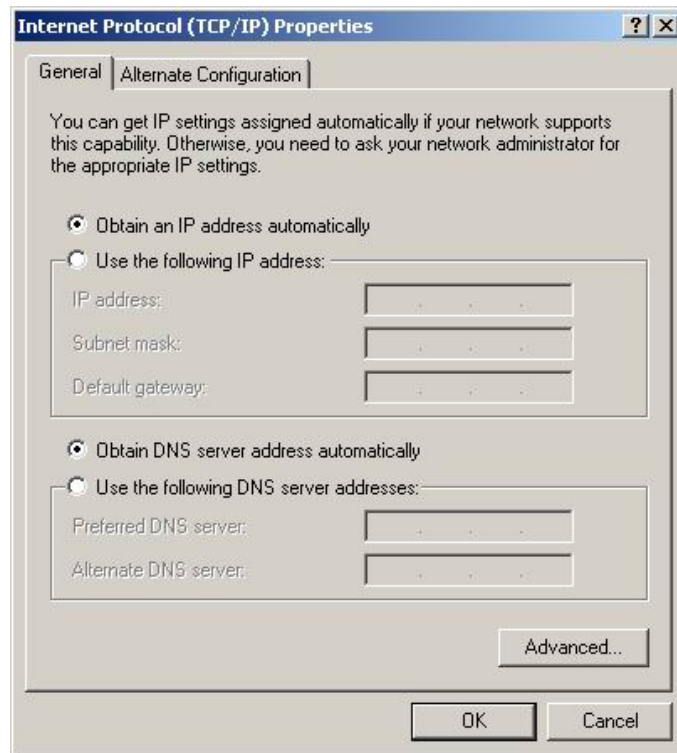 Internet Protocol (TCP/IP) Properties
General
Alternate Configuration
You can get IP settings assigned automatically if your network supports
this capability. Otherwise, you need to ask your network administrator for
the appropriate IP settings.
Obtain an IP address automatically
Use the following IP address:
IP address:
Subnet mask:
Default gateway:
Obtain DNS server address automatically
Use the following DNS server addresses:
Preferred DNS server:
Alternate DNS server:
Advanced...
OK
Cancel